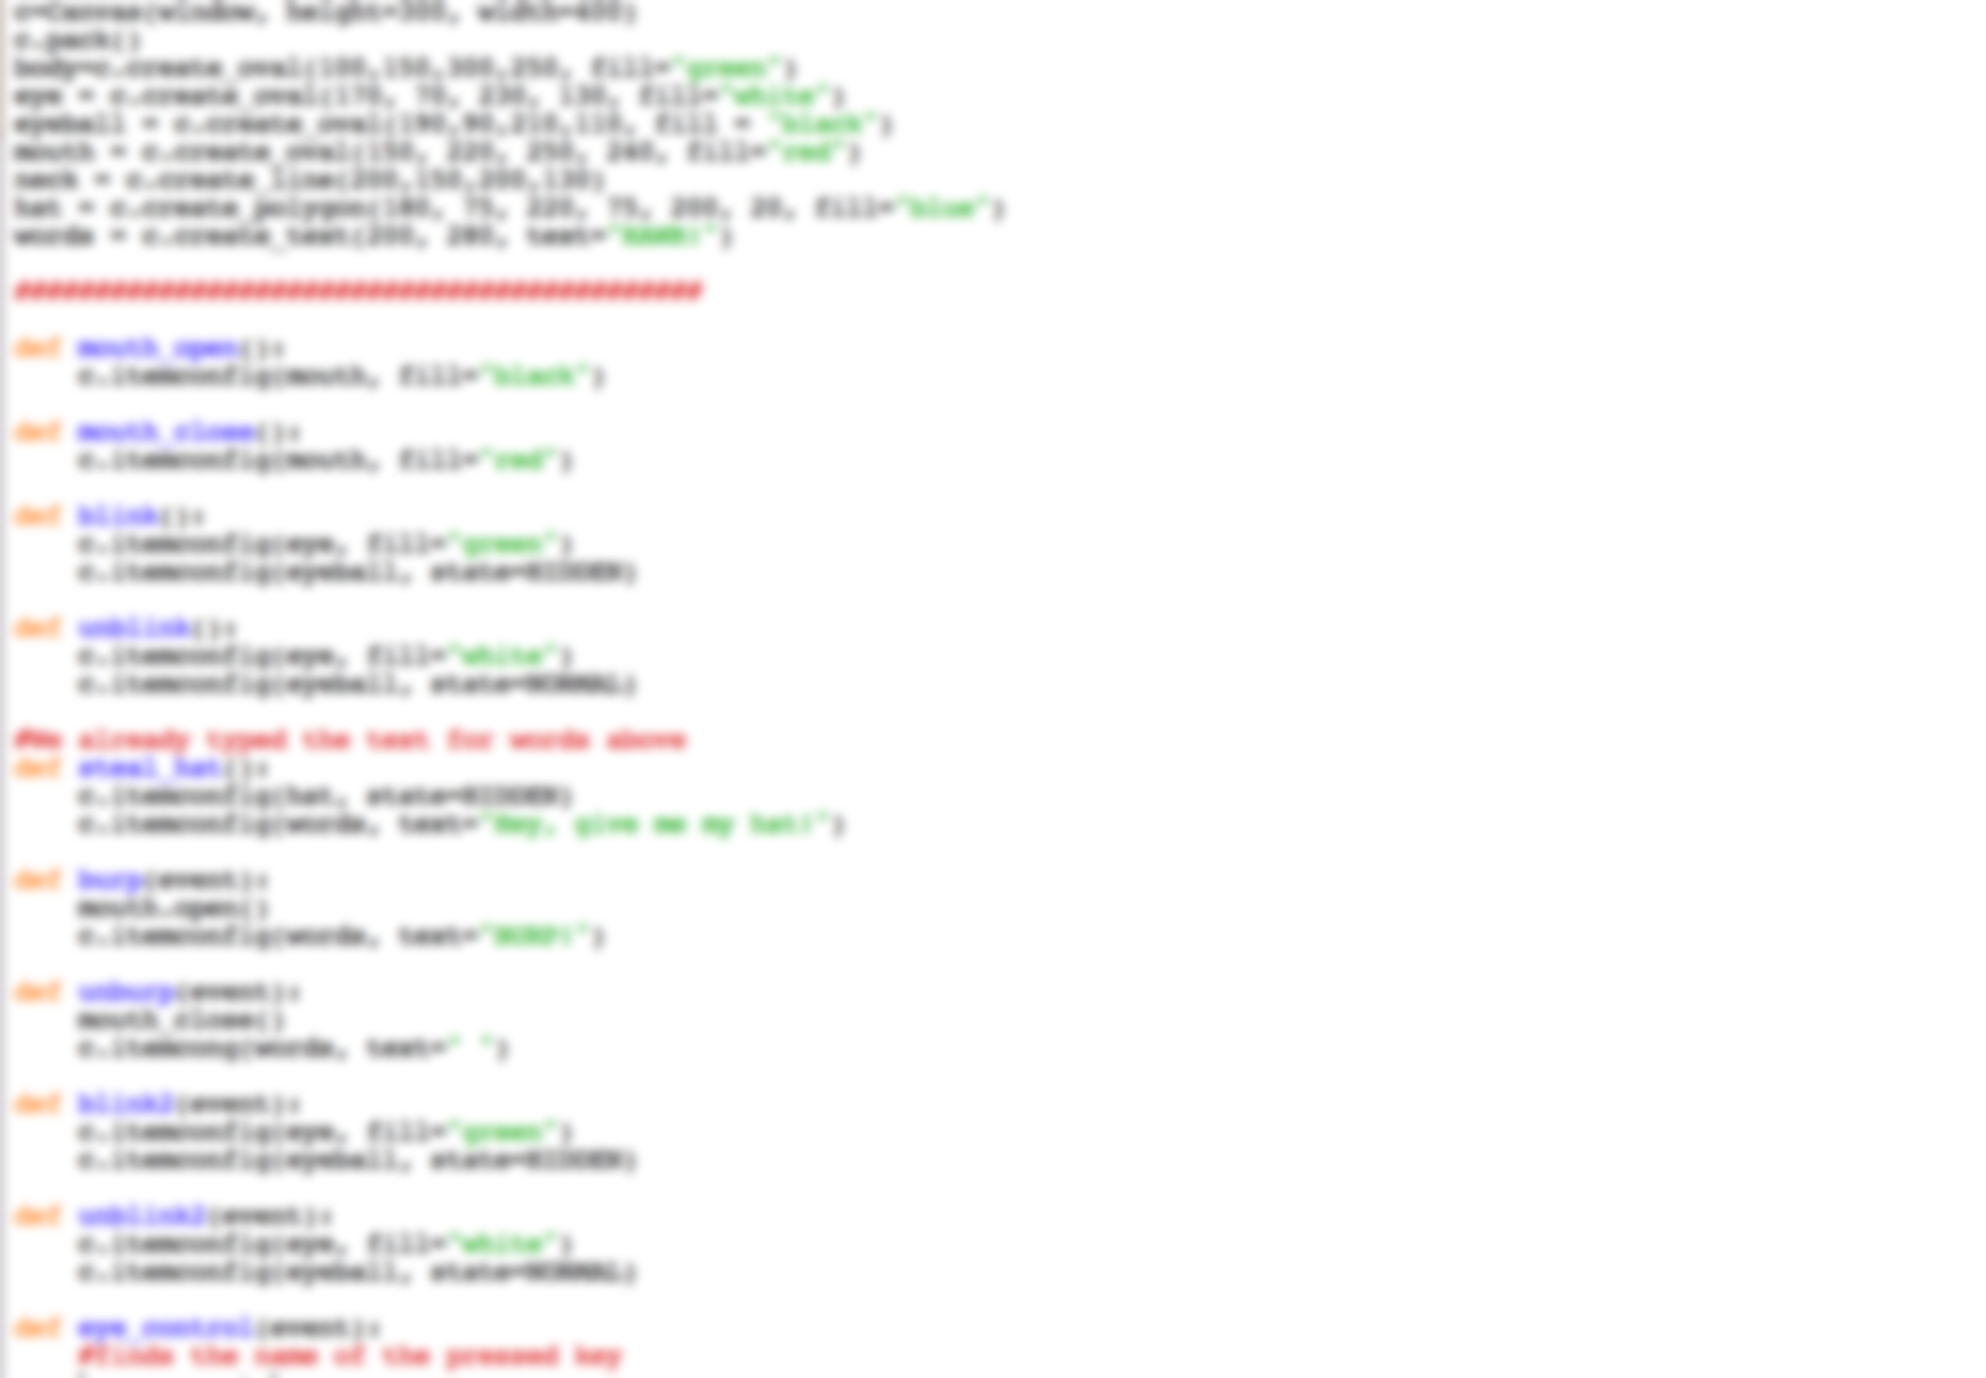 c=Canvas(window, height=300, width=400)
c.pack()
body=c.create_oval(100,150,300,250, fill="green")
eye = c.create_oval(170, 70, 230, 130, fill="white")
eyeball = c.create_oval(190,90,210,110, fill = "black")
mouth = c.create_oval(150, 220, 250, 240, fill="red")
neck = c.create_line(200,150,200,130)
hat = c.create_polygon(180, 75, 220, 75, 200, 20, fill="blue")
words = c.create_text(200, 280, text="RAWR!")
###########################################
def mouth_open():
c.itemconfig(mouth, fill="black")
def mouth_close():
c.itemconfig(mouth, fill="red")
def blink():
c.itemconfig(eye, fill="green")
c.itemconfig(eyeball, state=HIDDEN)
def unblink():
c.itemconfig(eye, fill="white")
c.itemconfig(eyeball, state=NORMAL)
#We already typed the text for words above
def steal_hat():
c.itemconfig(hat, state=HIDDEN)
c.itemconfig(words, text="Hey, give me my hat!")
def burp(event):
mouth.open()
c.itemconfig(words, text="BURP!")
def unburp(event):
mouth_close()
c.itemcong(words, text=" ")
def blink2(event):
c.itemconfig(eye, fill="green")
c.itemconfig(eyeball, state=HIDDEN)
def unblink2(event):
c.itemconfig(eye, fill="white")
c.itemconfig(eyeball, state=NORMAL)
def eye_control(event):
#finds the name of the pressed key